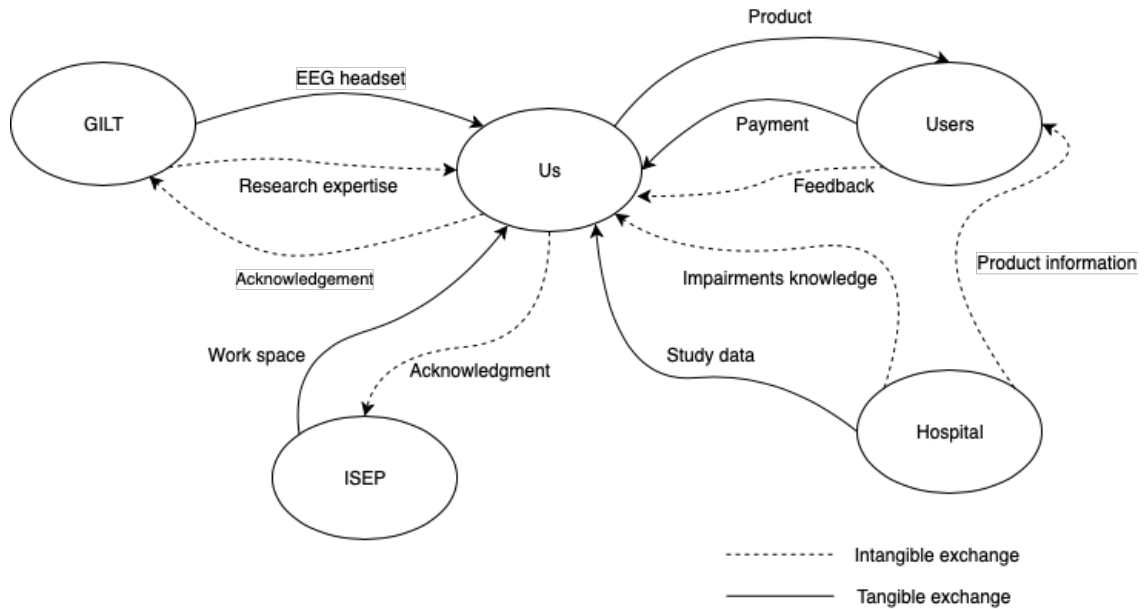 Product
EEG headset
GILT
Users
Payment
Us
Research expertise
Feedback
Acknowledgement
Impairments knowledge
Product information
Work space
Study data
Acknowledgment
Hospital
ISEP
Intangible exchange
Tangible exchange